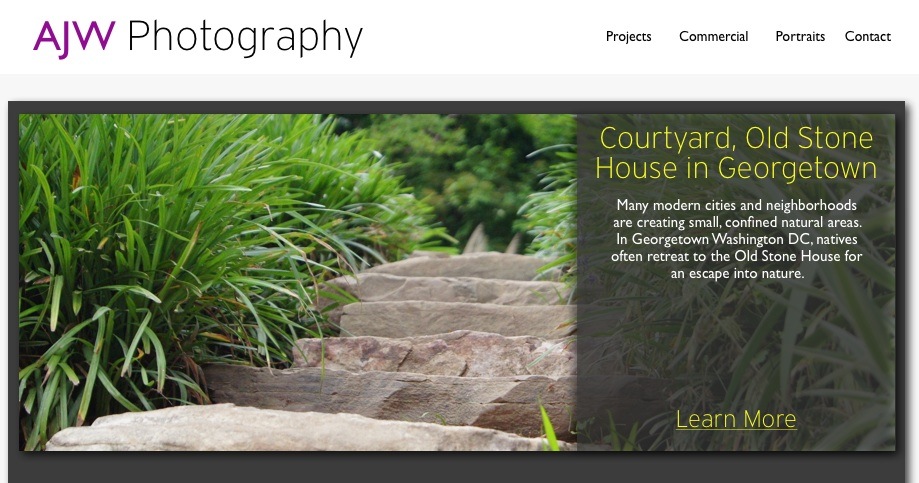 AJW Photography
Projects Commercial Portraits Contact
Courtyard, Old Stone
House in Georgetown
Many modern cities and neighborhoods
are creating small, confined natural areas.
In Georgetown Washington DC, natives
often retreat to the Old Stone House for
an escape into nature.
Learn More